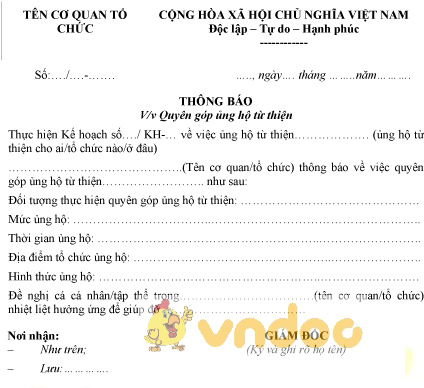 TÊN CƠ QUAN TỔ CHỨC
CỘNG HÒA XÃ HỘI CHỦ NGHĨA VIỆT NAM
Độc lập – Tự do – Hạnh phúc
------------
Số:…./….-…….
….., ngày…. tháng ……..năm……….
THÔNG BÁO
V/v Quyên góp ủng hộ từ thiện
Thực hiện Kế hoạch số…./ KH-… về việc ủng hộ từ thiện……………… (ủng hộ từ
thiện cho ai/tổ chức nào/ở đâu)
…………………………………….(Tên cơ quan/tổ chức) thông báo về việc quyên
góp ủng hộ từ thiện…………………….. như sau:
Đối tượng thực hiện quyên góp ủng hộ từ thiện: ………………………………………
Mức ủng hộ: ……………………………………………………………………………
Thời gian ủng hộ: ………………………………………………………………………
Địa điểm tổ chức ủng hộ: ………………………………………………………………
Hình thức ủng hộ: ………………………………………………………………………
Đề nghị cá cá nhân/tập thể trong……………………………(tên cơ quan/tổ chức)
nhiệt liệt hưởng ứng để giúp đỡ ………………………………
vndoc
Nơi nhận:
GIÁM ĐỐC
– Như trên;
(Ký và ghi rõ họ tên)
– Lưu:………….